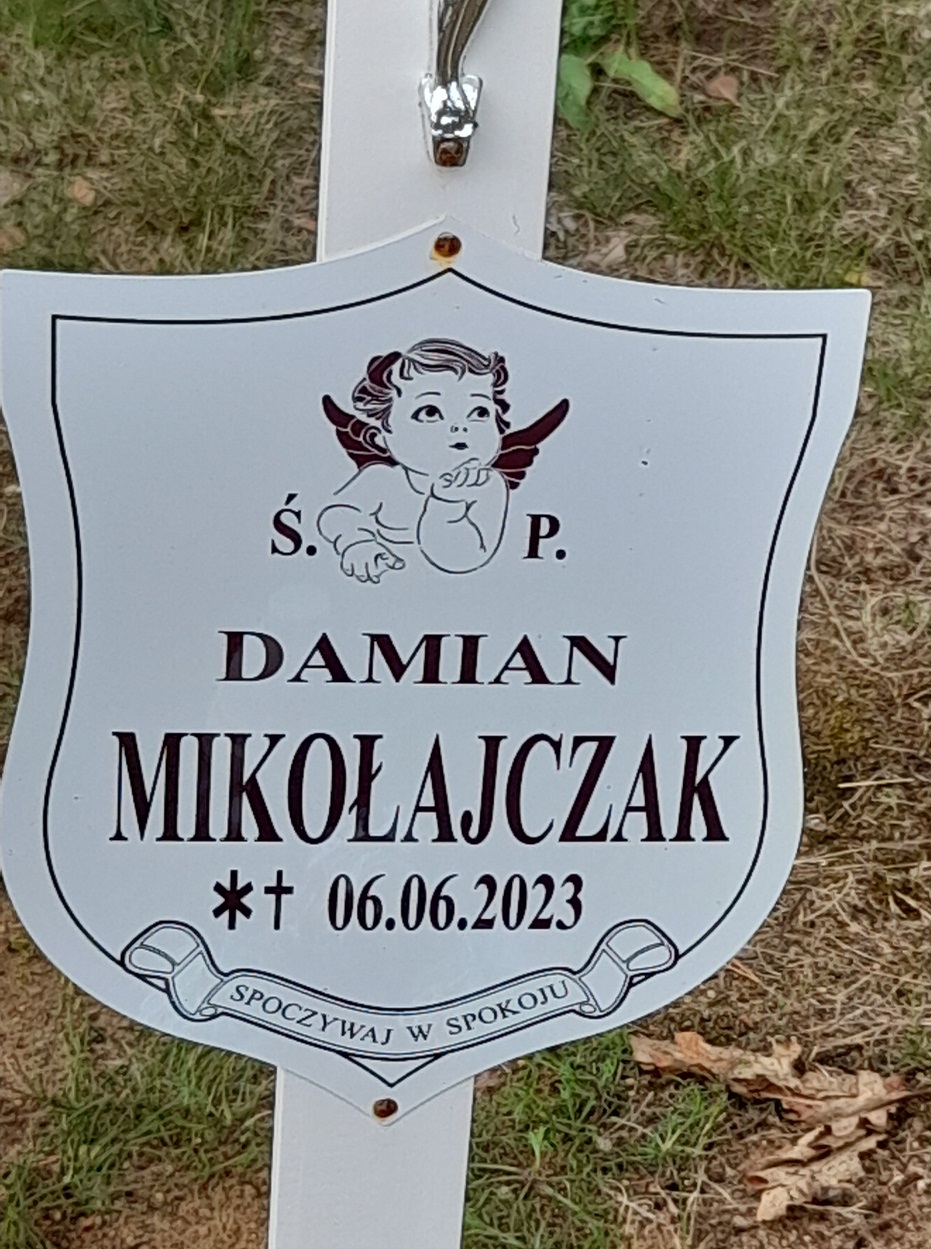 Ś. P.
DAMIAN
MIKOŁAJCZAK
*† 06.06.2023
SPOCZYWAJ W SPOKOJU